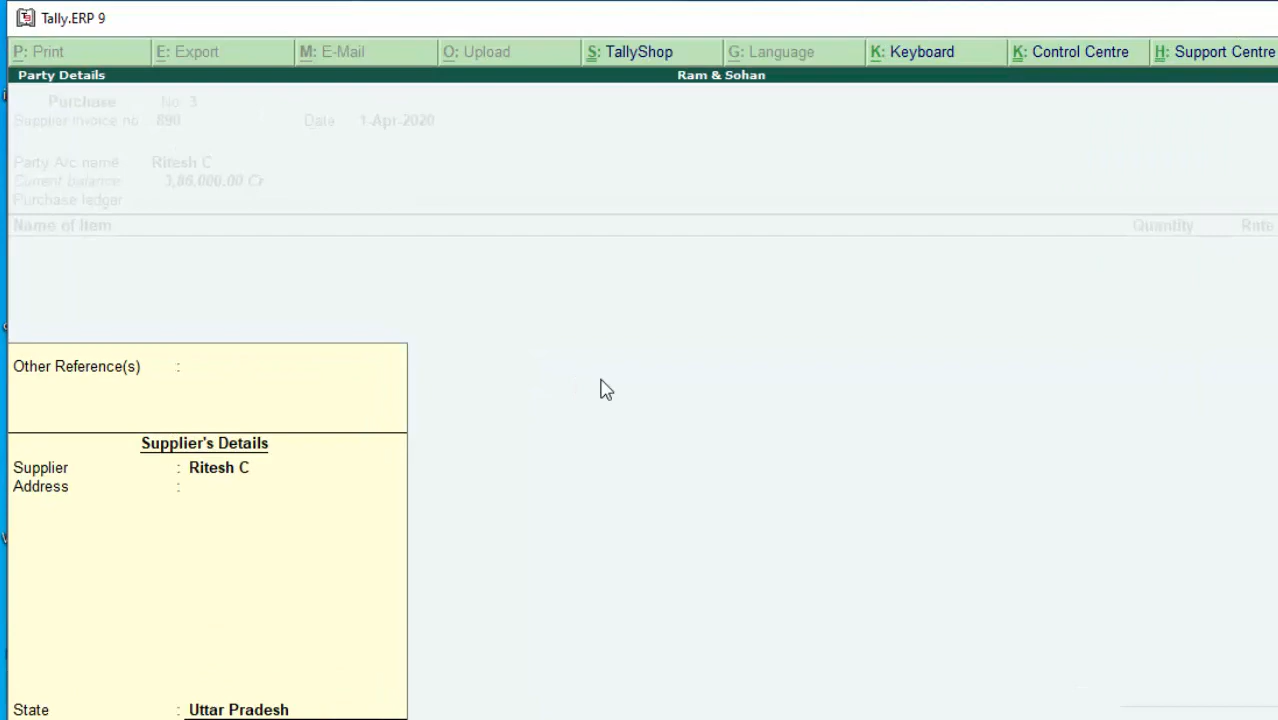 Tally.ERP 9
P: Print E: Export M: E-Mail O: Upload S: TallyShop G: Language K: Keyboard K: Control Centre H: Support Centre
Party Details Ram & Sohan
Purchase No. 3
Supplier invoice no. 890 Date 1-Apr-2020
Party A/c name Ritesh C
Current balance 3,86,000.00 Cr
Purchase ledger
Name of Item Quantity Rate
Other Reference(s) :
Supplier's Details
Supplier : Ritesh C
Address :
State : Uttar Pradesh